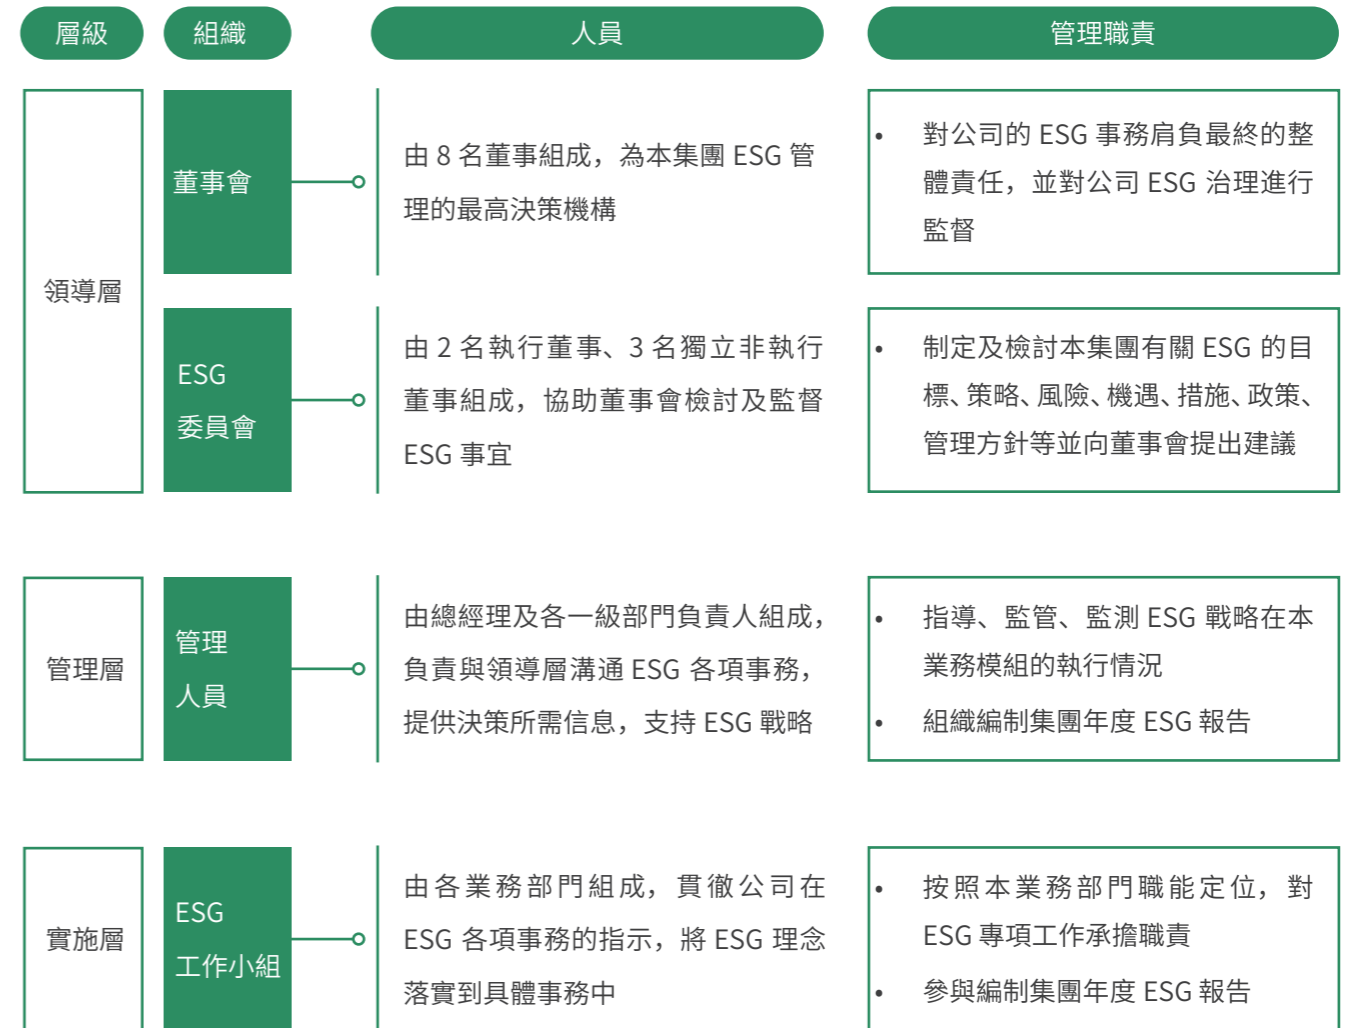 層級
組織
人員
管理職責
領導層
董事會
由 8 名董事組成，為本集團 ESG 管
理的最高決策機構
• 對公司的 ESG 事務肩負最終的整
體責任，並對公司 ESG 治理進行
監督
ESG
委員會
由 2 名執行董事、3 名獨立非執行
董事組成，協助董事會檢討及監督
ESG 事宜
• 制定及檢討本集團有關 ESG 的目
標、策略、風險、機遇、措施、政策、
管理方針等並向董事會提出建議
管理層
管理
人員
由總經理及各一級部門負責人組成，
負責與領導層溝通 ESG 各項事務，
提供決策所需信息，支持 ESG 戰略
• 指導、監管、監測 ESG 戰略在本
業務模組的執行情況
• 組織編制集團年度 ESG 報告
實施層
ESG
工作小組
由各業務部門組成，貫徹公司在
ESG 各項事務的指示，將 ESG 理念
落實到具體事務中
• 按照本業務部門職能定位，對
ESG 專項工作承擔職責
• 參與編制集團年度 ESG 報告